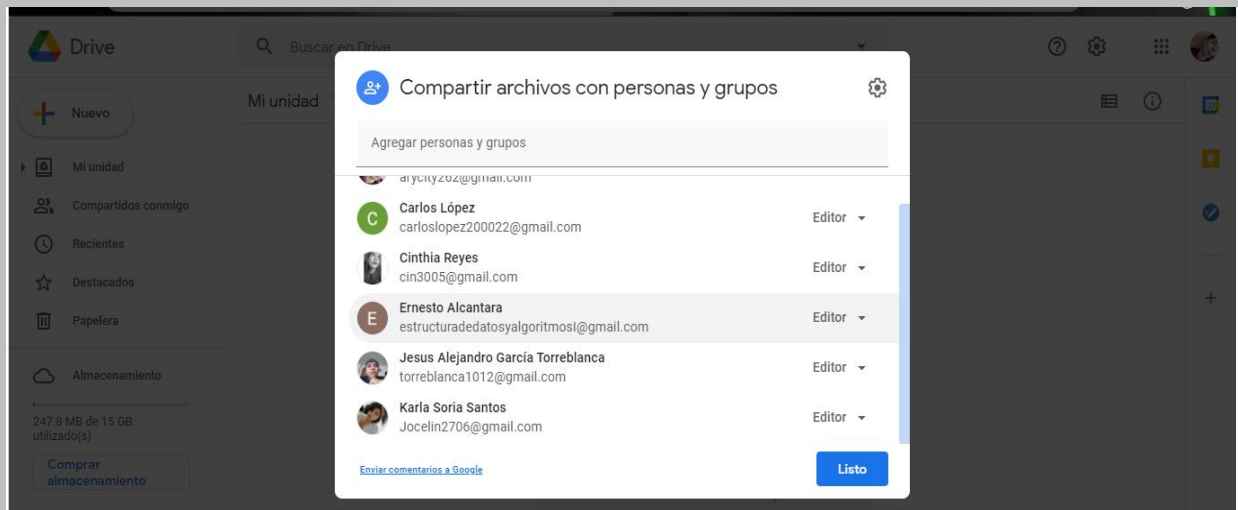 Drive
Buscar en Drive
Nuevo
Mi unidad
Compartidos conmigo
Recientes
Destacados
Papelera
Almacenamiento
247.8 MB de 15 GB
utilizado(s)
Comprar
almacenamiento
Mi unidad
Compartir archivos con personas y grupos
Agregar personas y grupos
arycity262@gmail.com
C
Carlos López
Editor
carloslopez200022@gmail.com
Cinthia Reyes
Editor
cin3005@gmail.com
E
Ernesto Alcantara
Editor
estructuradedatosyalgoritmosI@gmail.com
Jesus Alejandro García Torreblanca
Editor
torreblanca1012@gmail.com
Karla Soria Santos
Editor
Jocelin2706@gmail.com
Enviar comentarios a Google
Listo